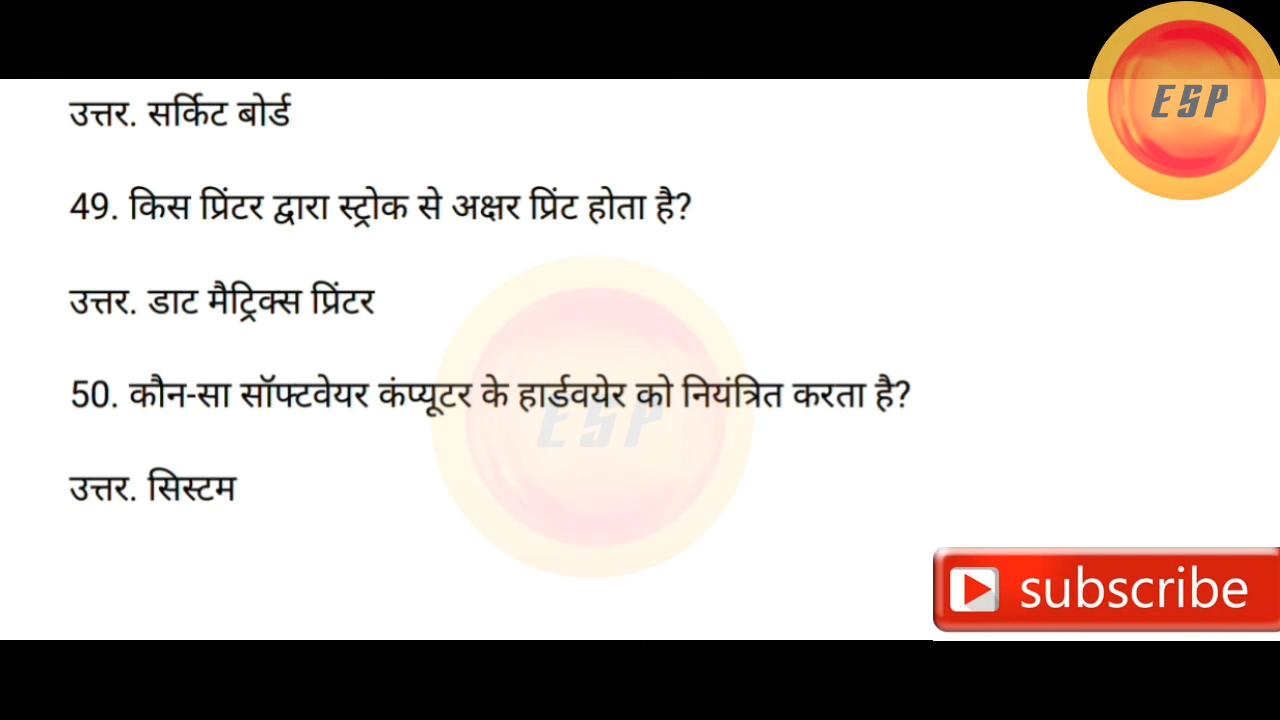 ESP
उत्तर. सर्किट बोर्ड
49. किस प्रिंटर द्वारा स्ट्रोक से अक्षर प्रिंट होता है?
उत्तर. डाट मैट्रिक्स प्रिंटर
50. कौन-सा सॉफ्टवेयर कंप्यूटर के हार्डवयेर को नियंत्रित करता है?
ESP
उत्तर. सिस्टम
subscribe